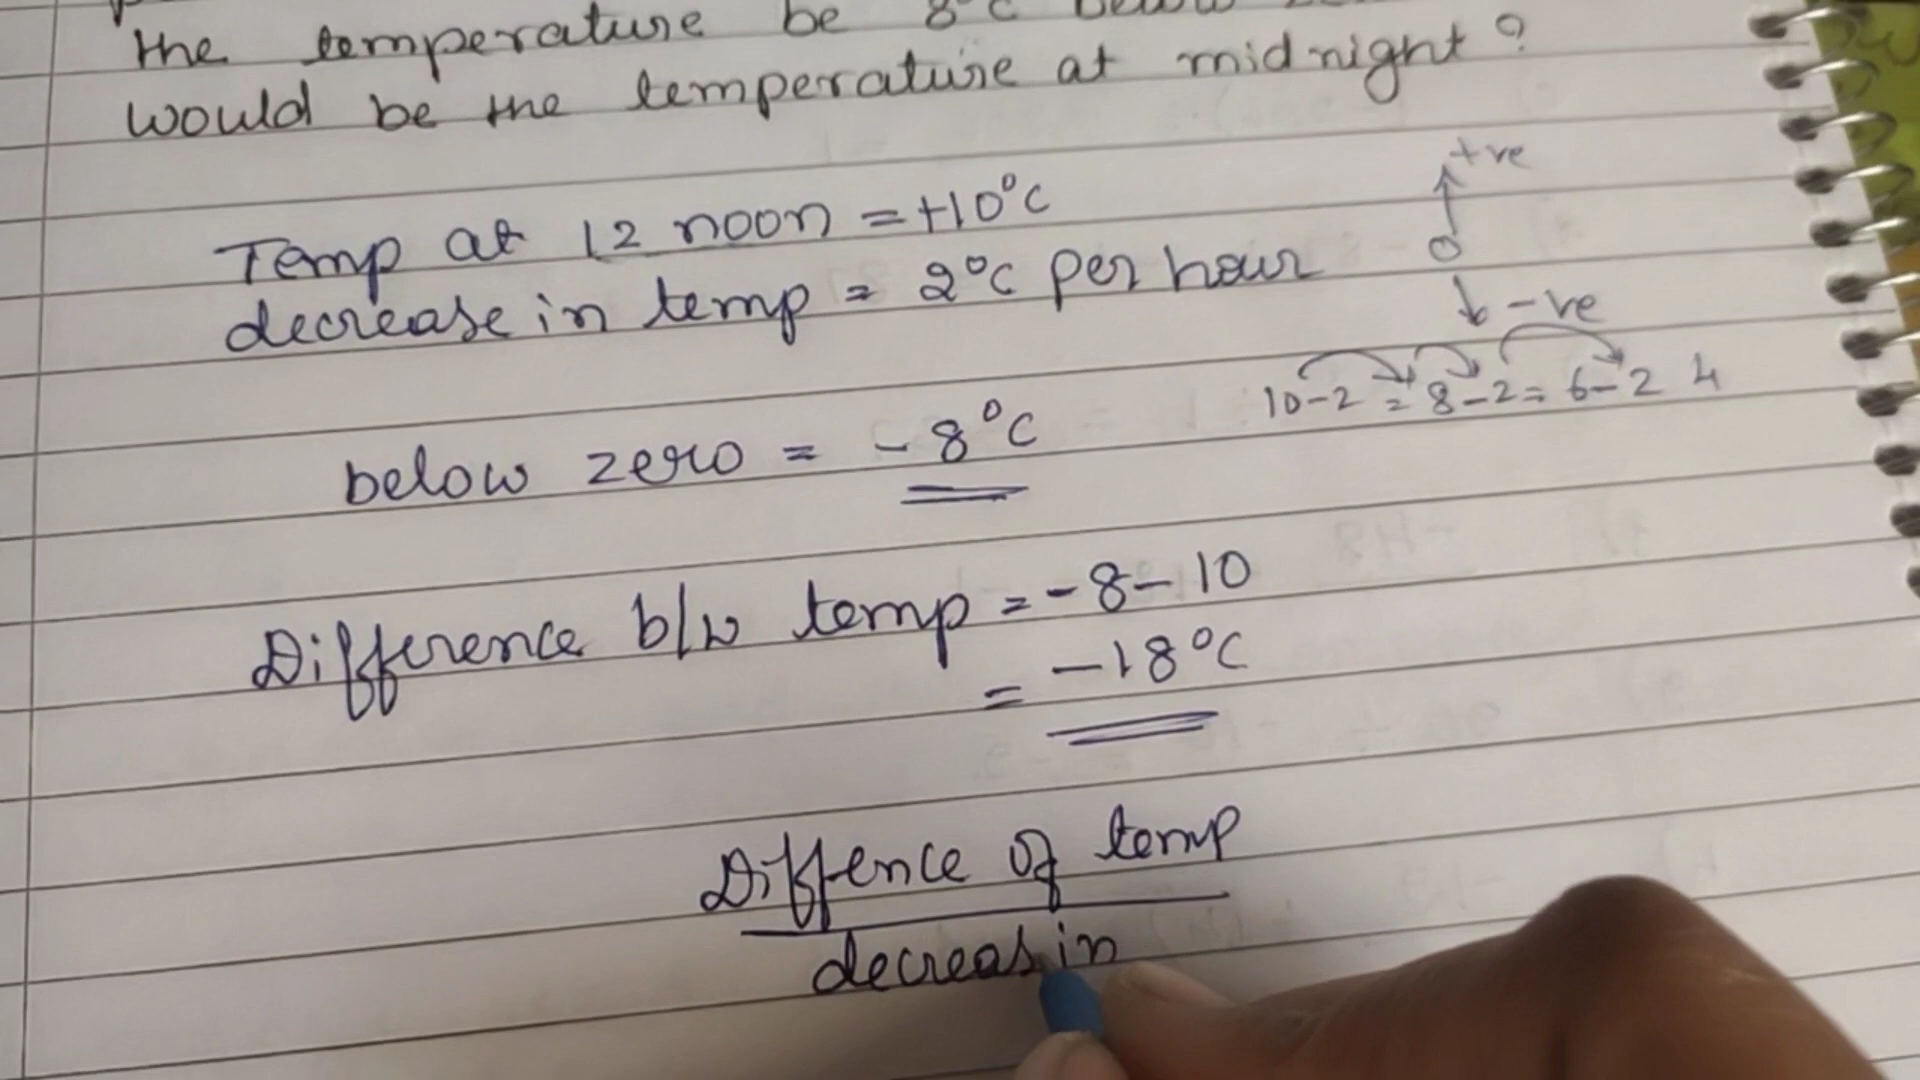 the temperature be 8°C below
would be the temperature at midnight?
+ve
Temp at 12 noon = +10°C
0
decrease in temp = 2°C per hour
-ve
10-2 = 8-2 = 6-2 4
below zero = -8°C
Difference b/w temp = -8-10
= -18°C
Diffence of temp
decreas in